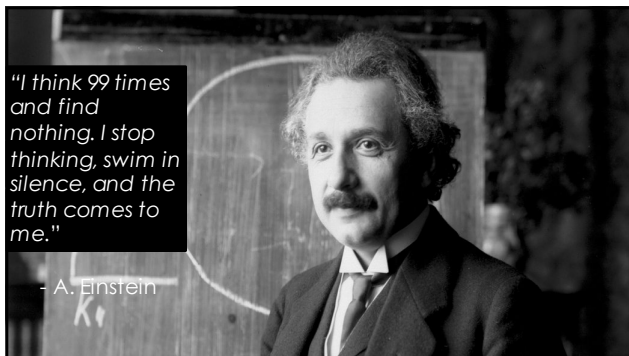 “I think 99 times
and find
nothing. I stop
thinking, swim in
silence, and the
truth comes to
me.”
- A. Einstein